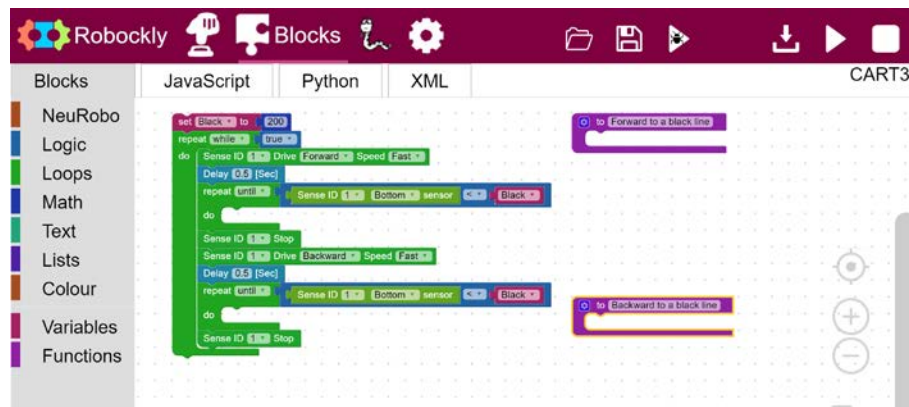 Robockly Blocks
Blocks JavaScript Python XML CART3
NeuRobo
Logic
Loops
Math
Text
Lists
Colour
Variables
Functions
set Black to 200
repeat while true
do Sense ID 1 Drive Forward Speed Fast
Delay 0.5 [Sec]
repeat until Sense ID 1 Bottom sensor < Black
do
Sense ID 1 Stop
Sense ID 1 Drive Backward Speed Fast
Delay 0.5 [Sec]
repeat until Sense ID 1 Bottom sensor < Black
do
Sense ID 1 Stop
to Forward to a black line
to Backward to a black line